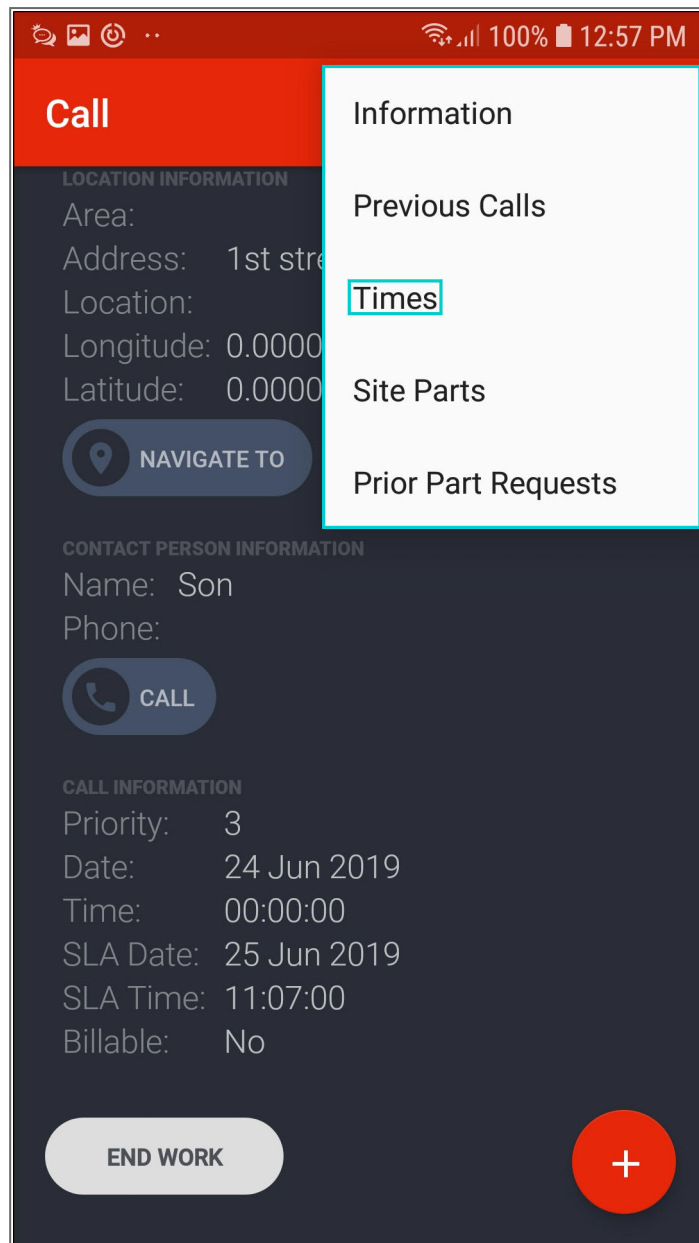 100% 12:57 PM
Call
Information
Previous Calls
Times
Site Parts
Prior Part Requests
LOCATION INFORMATION
Area:
Address: 1st stre
Location:
Longitude: 0.0000
Latitude: 0.0000
NAVIGATE TO
CONTACT PERSON INFORMATION
Name: Son
Phone:
CALL
CALL INFORMATION
Priority: 3
Date: 24 Jun 2019
Time: 00:00:00
SLA Date: 25 Jun 2019
SLA Time: 11:07:00
Billable: No
END WORK
+